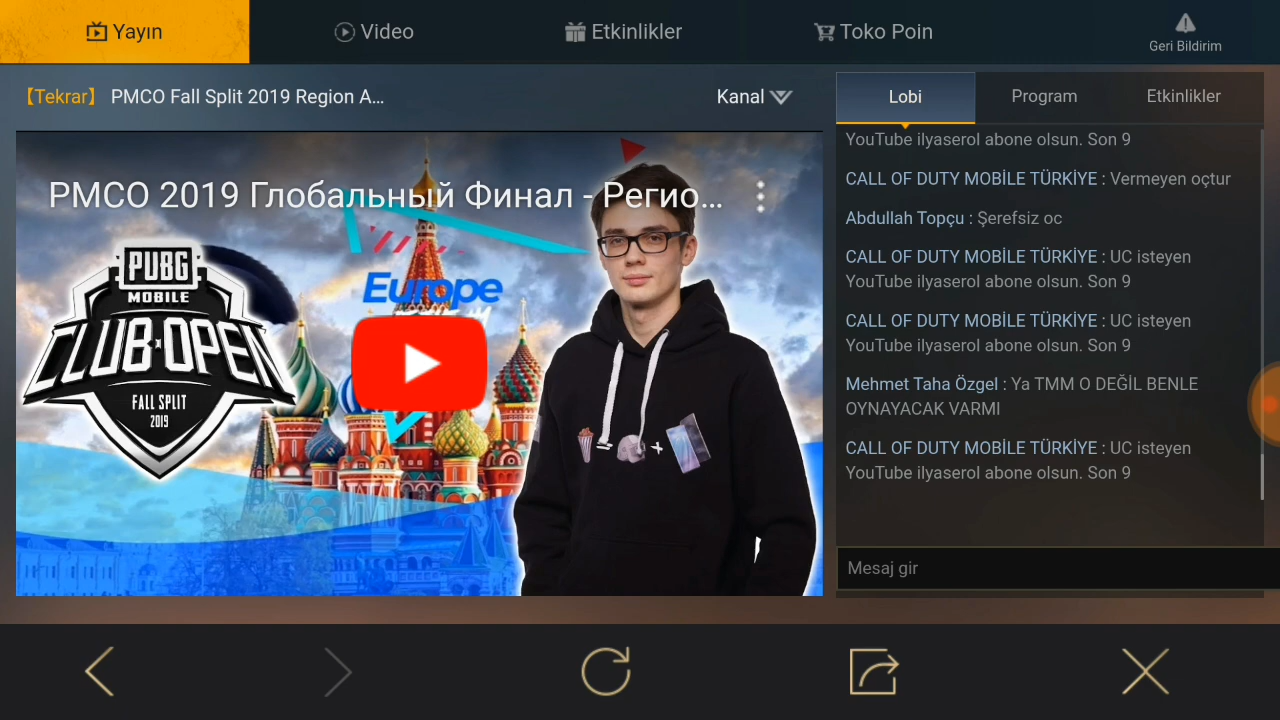 Yayın
Video
Etkinlikler
Toko Poin
Geri Bildirim
【Tekrar】 PMCO Fall Split 2019 Region A...
Kanal
PMCO 2019 Глобальный Финал - Регио...
PUBG
MOBILE
CLUB OPEN
FALL SPLIT
2019
Europe
Lobi
Program
Etkinlikler
YouTube ilyaserol abone olsun. Son 9
CALL OF DUTY MOBİLE TÜRKİYE : Vermeyen oçtur
Abdullah Topçu : Şerefsiz oc
CALL OF DUTY MOBİLE TÜRKİYE : UC isteyen
YouTube ilyaserol abone olsun. Son 9
CALL OF DUTY MOBİLE TÜRKİYE : UC isteyen
YouTube ilyaserol abone olsun. Son 9
Mehmet Taha Özgel : Ya TMM O DEĞİL BENLE
OYNAYACAK VARMI
CALL OF DUTY MOBİLE TÜRKİYE : UC isteyen
YouTube ilyaserol abone olsun. Son 9
Mesaj gir